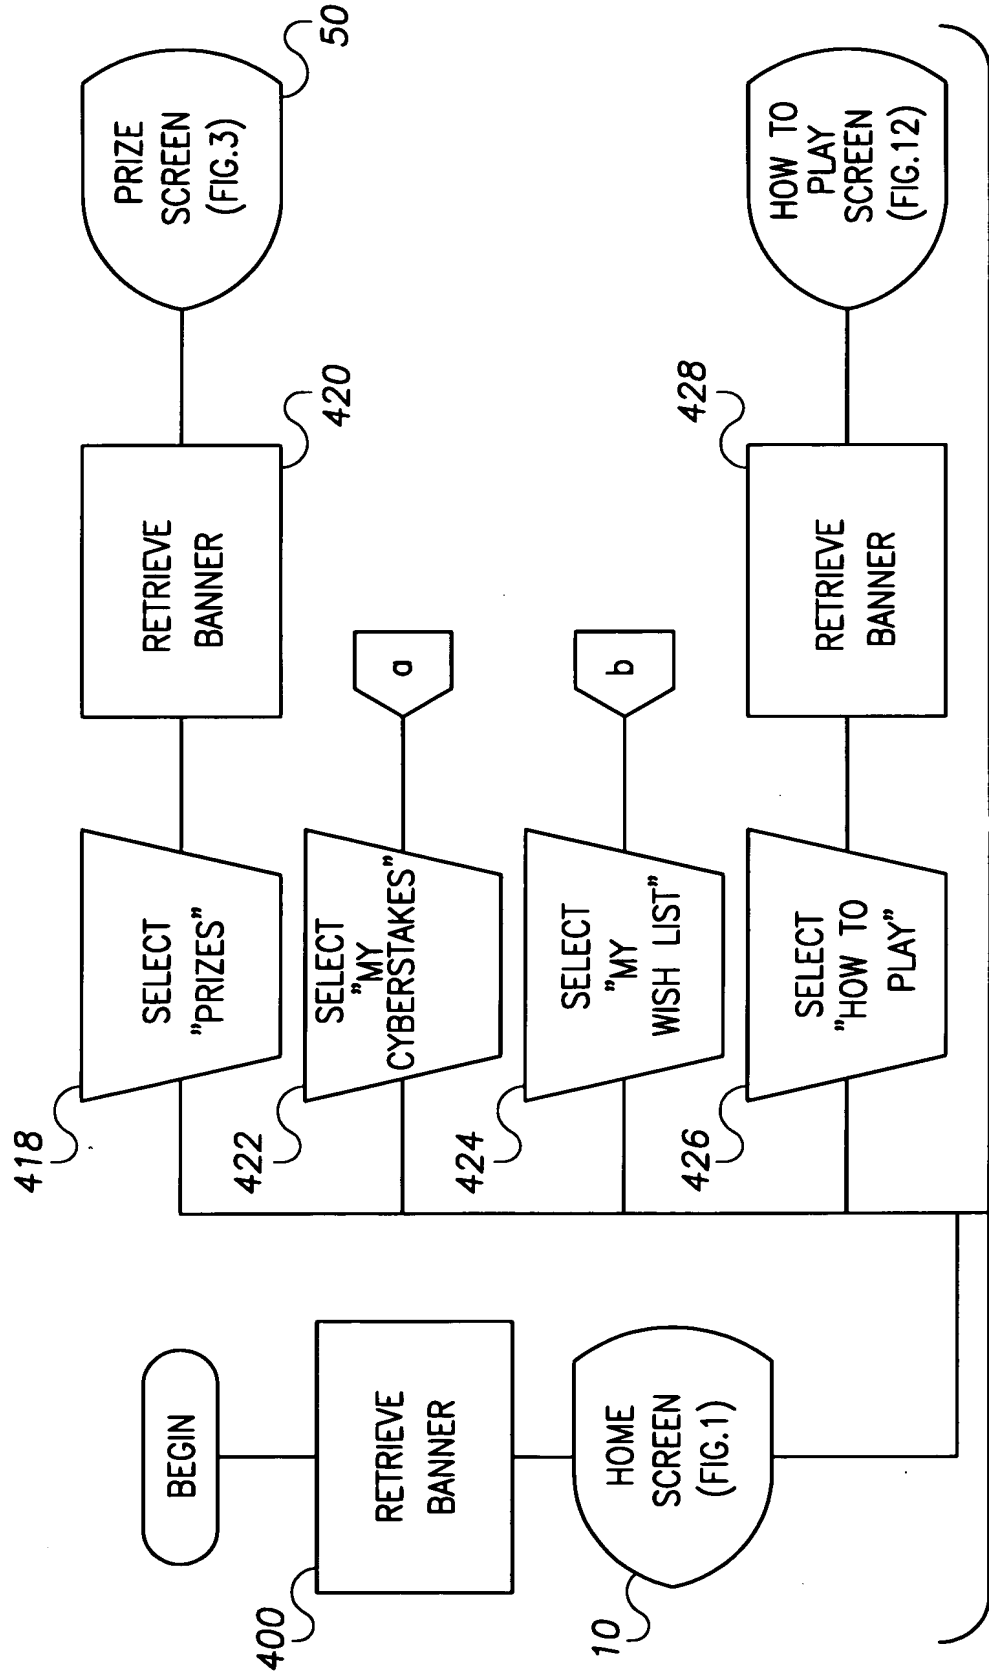 BEGIN
400
RETRIEVE
BANNER
10
HOME
SCREEN
(FIG.1)
418
SELECT
"PRIZES"
420
RETRIEVE
BANNER
50
PRIZE
SCREEN
(FIG.3)
422
SELECT
"MY
CYBERSTAKES"
a
424
SELECT
"MY
WISH LIST"
b
426
SELECT
"HOW TO
PLAY"
428
RETRIEVE
BANNER
HOW TO
PLAY
SCREEN
(FIG.12)